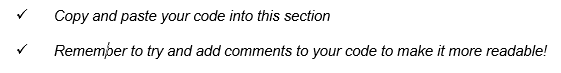 ✓ Copy and paste your code into this section
✓ Remember to try and add comments to your code to make it more readable!